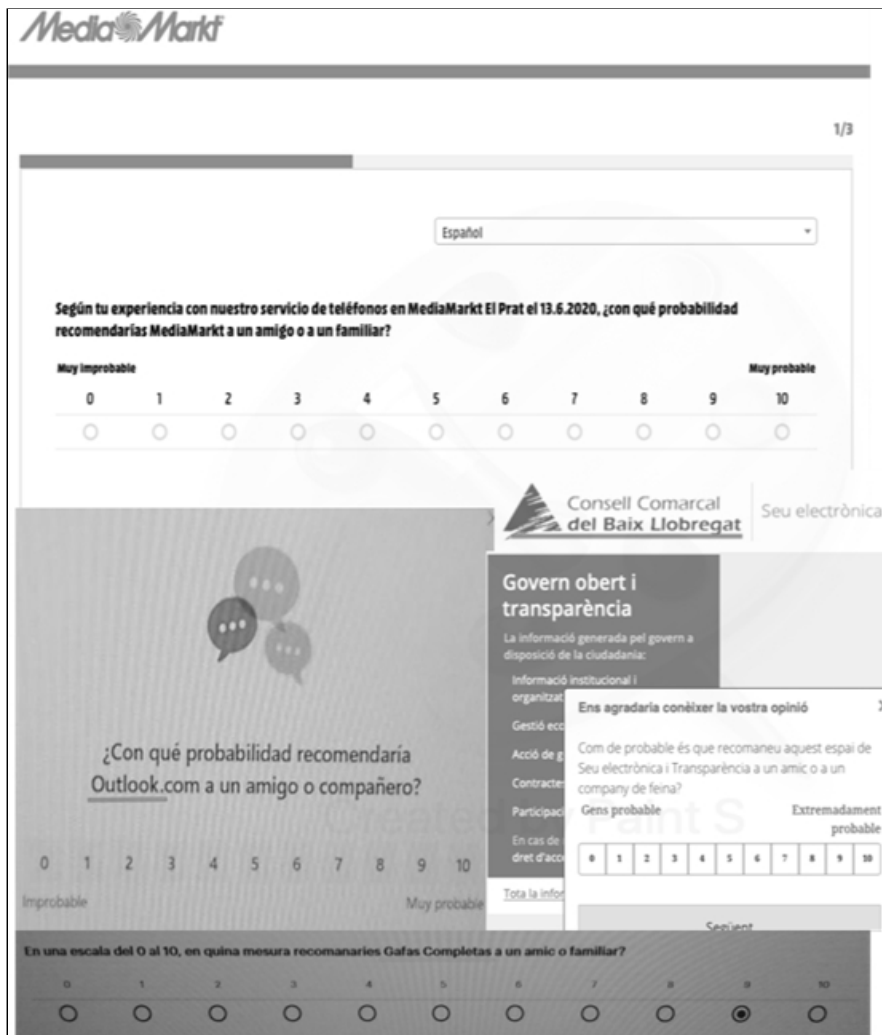 MediaMarkt
1/3
Español
Según tu experiencia con nuestro servicio de teléfonos en MediaMarkt El Prat el 13.6.2020, ¿con qué probabilidad
recomendarías MediaMarkt a un amigo o a un familiar?
Muy improbable Muy probable
0 1 2 3 4 5 6 7 8 9 10
Consell Comarcal
del Baix Llobregat
Seu electrònica
Govern obert i
transparència
La informació generada pel govern a
disposició de la ciudadania:
Informació institucional i
organitzat
Gestió eco
Acció de g
Contracte
Participaci
En cas de
dret d'acc
Tota la infor
Ens agradaria conèixer la vostra opinió
Com de probable és que recomaneu aquest espai de
Seu electrònica i Transparència a un amic o a un
company de feina?
Gens probable Extremadament
probable
0 1 2 3 4 5 6 7 8 9 10
Següent
¿Con qué probabilidad recomendaría
Outlook.com a un amigo o compañero?
0 1 2 3 4 5 6 7 8 9 10
Improbable Muy probable
Created by Paint S
En una escala del 0 al 10, en quina mesura recomanaries Gafas Completas a un amic o familiar?
0 1 2 3 4 5 6 7 8 9 10